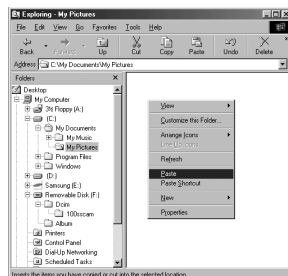 Exploring - My Pictures
File Edit View Go Favorites Tools Help
Back Forward Up Cut Copy Paste Undo Delete
Address C:\My Documents\My Pictures
Folders
Desktop
My Computer
3½ Floppy (A:)
(C:)
My Documents
My Music
My Pictures
Program Files
Windows
(D:)
Samsung (E:)
Removable Disk (F:)
Dcim
100sscam
Album
Printers
Control Panel
Dial-Up Networking
Scheduled Tasks
View
Customize this Folder...
Arrange Icons
Line Up Icons
Refresh
Paste
Paste Shortcut
New
Properties
Inserts the items you have copied or cut into the selected location.